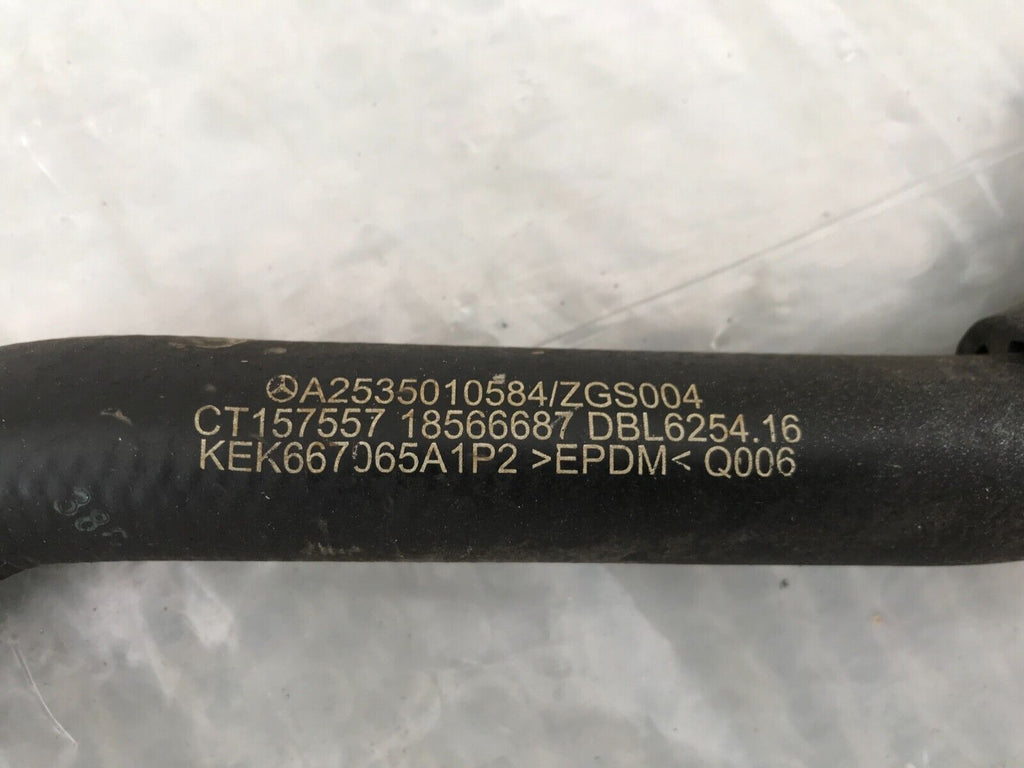 A2535010584/ZGS004
CT157557 18566687 DBL6254.16
KEK667065A1P2 >EPDM< Q006